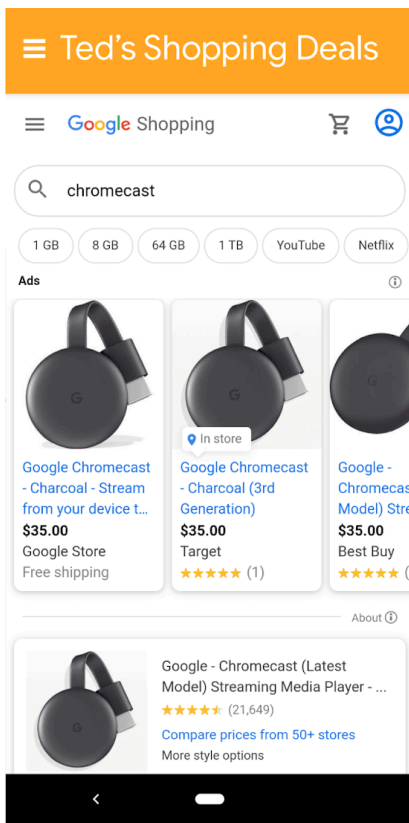 Ted's Shopping Deals
Google Shopping
chromecast
1 GB
8 GB
64 GB
1 TB
YouTube
Netflix
Ads
G
G
G
In store
Google Chromecast
- Charcoal - Stream
from your device t...
$35.00
Google Store
Free shipping
Google Chromecast
- Charcoal (3rd
Generation)
$35.00
Target
(1)
Google -
Chromecas
Model) Stre
$35.00
Best Buy
(
About
G
Google - Chromecast (Latest
Model) Streaming Media Player - ...
(21,649)
Compare prices from 50+ stores
More style options